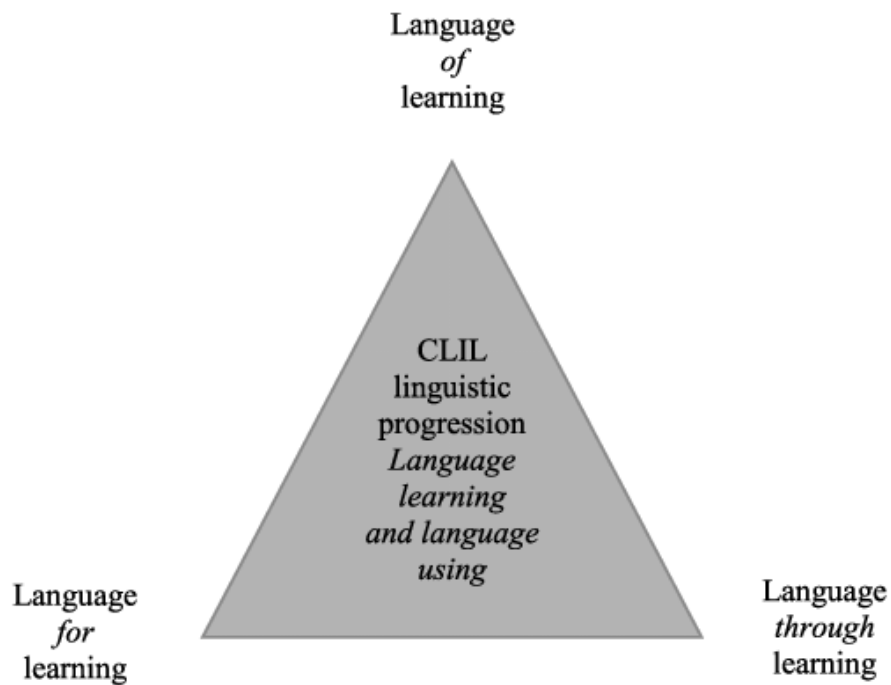 Language
of
learning
CLIL
linguistic
progression
Language
learning
and language
using
Language
for
learning
Language
through
learning